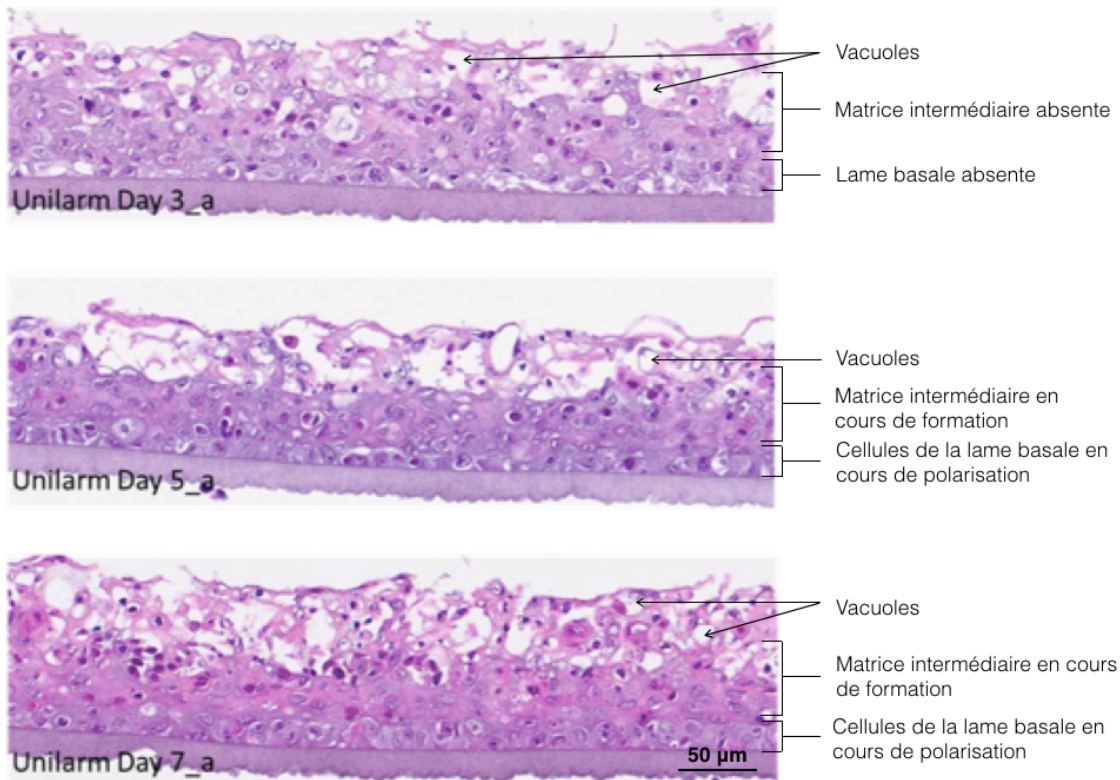 Vacuoles
Matrice intermédiaire absente
Lame basale absente
Unilarm Day 3_a
Vacuoles
Matrice intermédiaire en
cours de formation
Cellules de la lame basale en
cours de polarisation
Unilarm Day 5_a
Vacuoles
Matrice intermédiaire en cours
de formation
Cellules de la lame basale en
cours de polarisation
50 µm
Unilarm Day 7_a